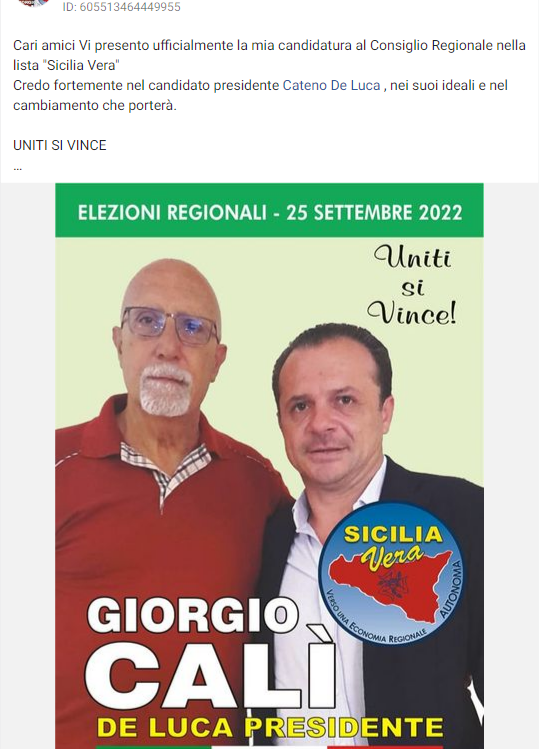 ID: 605513464449955
Cari amici Vi presento ufficialmente la mia candidatura al Consiglio Regionale nella
lista "Sicilia Vera"
Credo fortemente nel candidato presidente Cateno De Luca , nei suoi ideali e nel
cambiamento che porterà.
UNITI SI VINCE
...
ELEZIONI REGIONALI - 25 SETTEMBRE 2022
Uniti
si
Vince!
SICILIA
Vera
VERSO UNA ECONOMIA REGIONALE
AUTONOMA
GIORGIO
CALÌ
DE LUCA PRESIDENTE